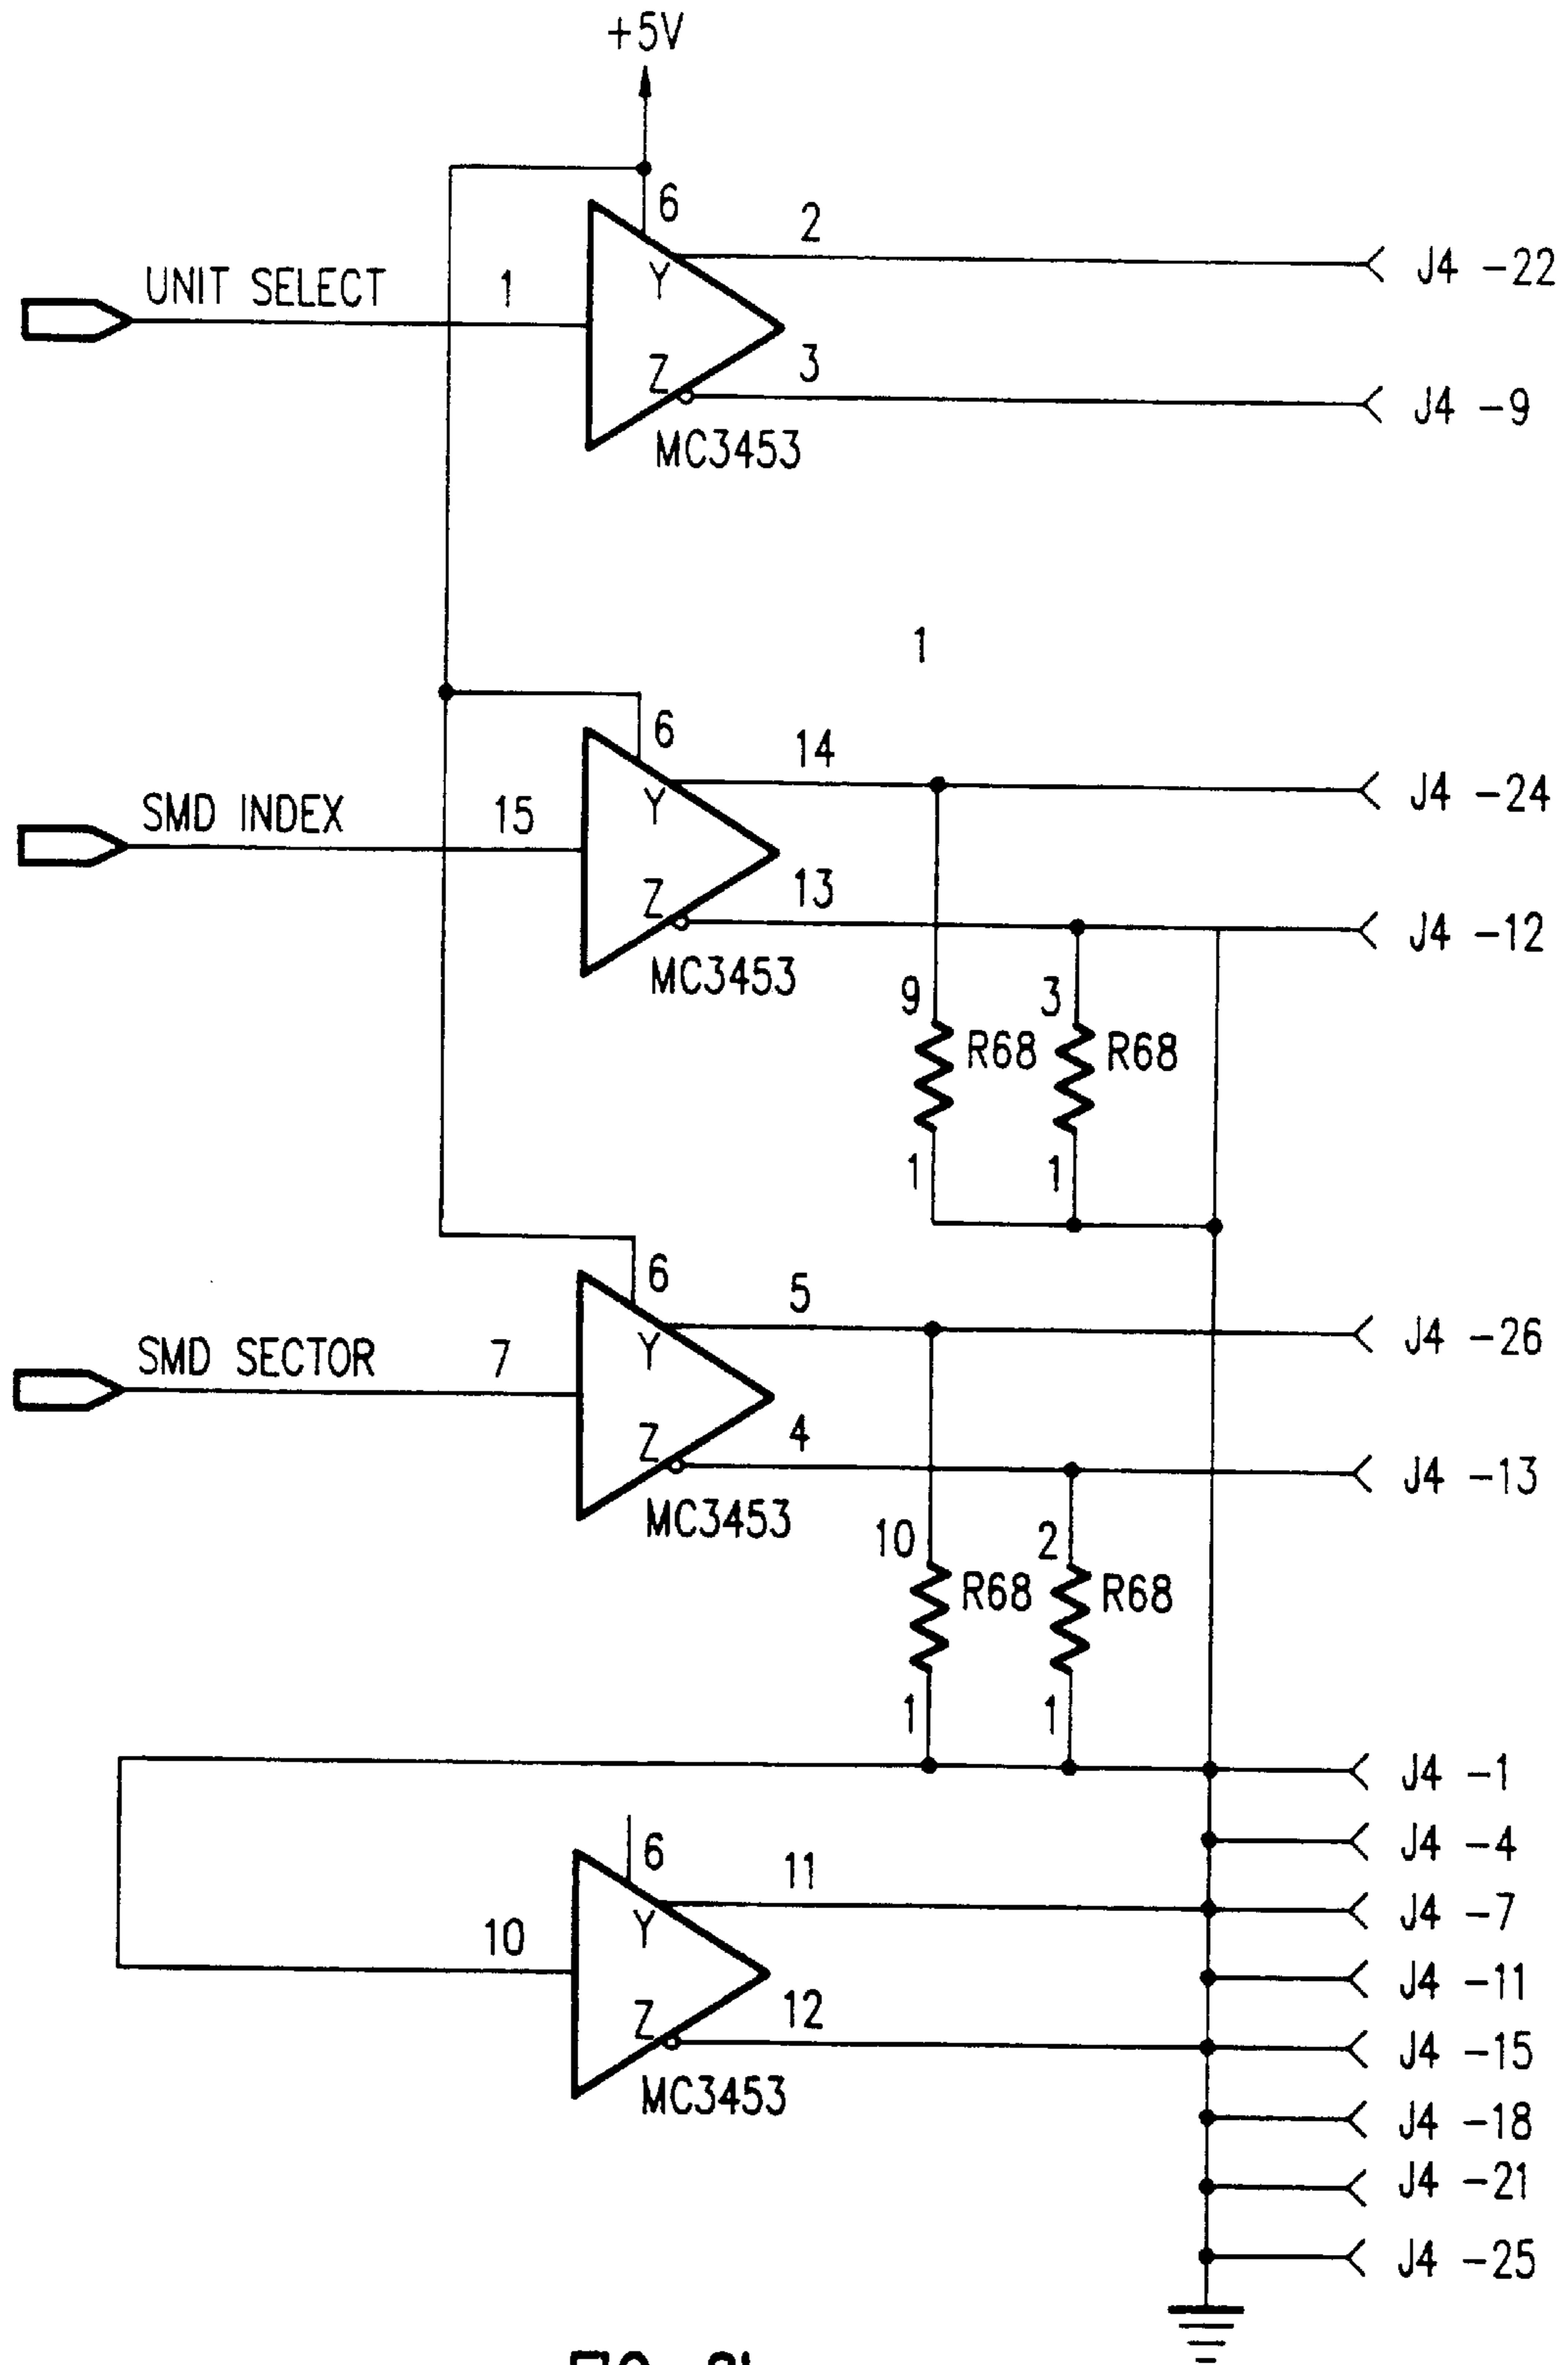 +5V
6
2
UNIT SELECT
1
Y
J4 -22
Z
3
J4 -9
MC3453
1
6
14
SMD INDEX
15
Y
J4 -24
Z
13
J4 -12
MC3453
9
R68
3
R68
1
1
6
5
SMD SECTOR
7
Y
J4 -26
Z
4
J4 -13
MC3453
10
R68
2
R68
1
1
J4 -1
J4 -4
6
11
Y
J4 -7
10
J4 -11
Z
12
J4 -15
MC3453
J4 -18
J4 -21
J4 -25